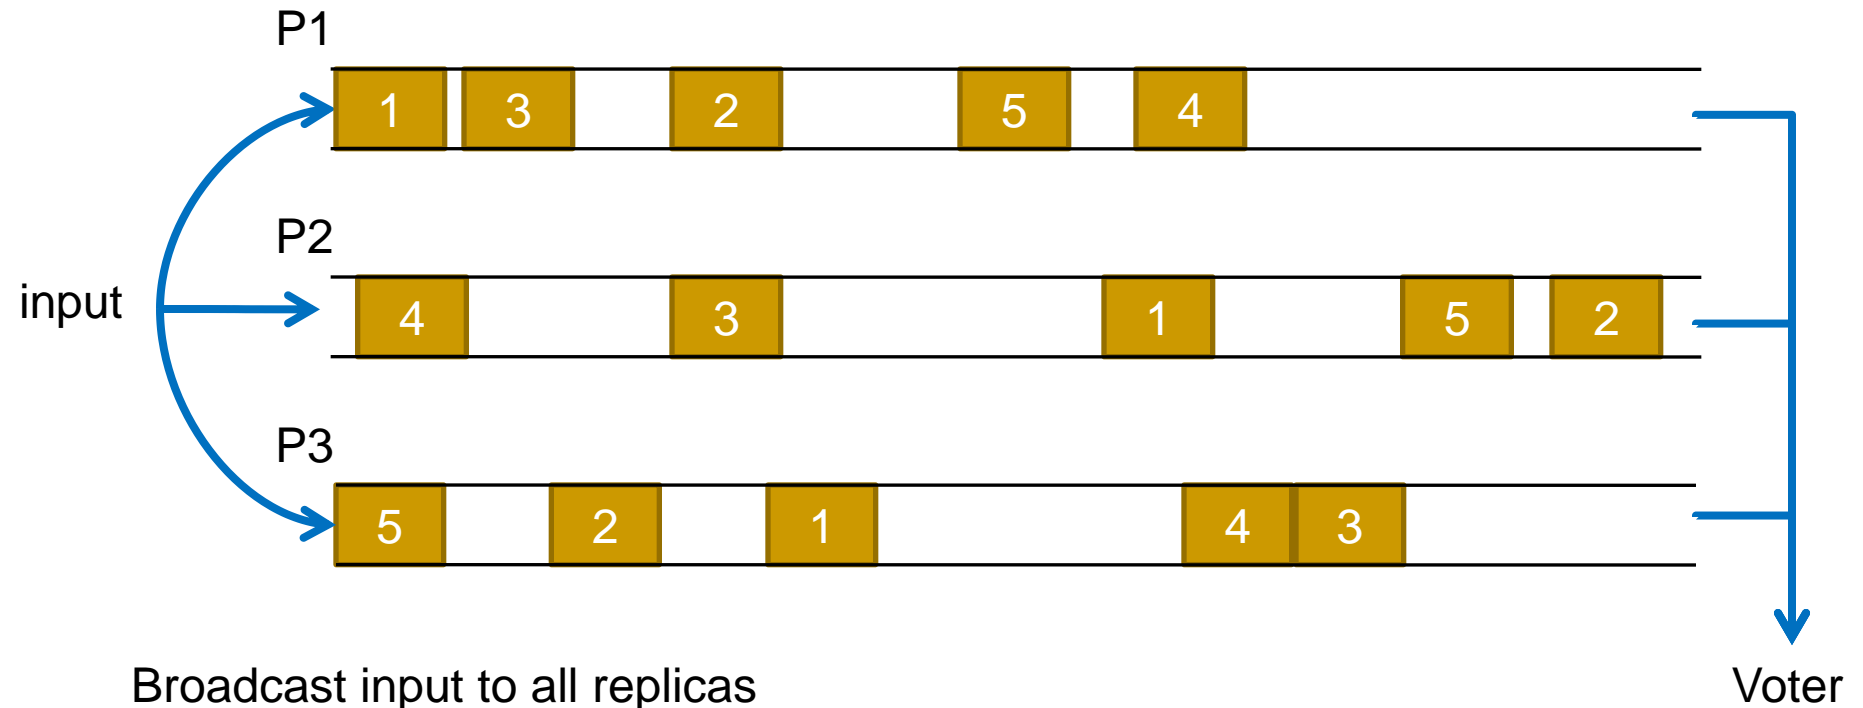 P1
1 3 2 5 4
P2
input
4 3 1 5 2
P3
5 2 1 4 3
Broadcast input to all replicas
Voter